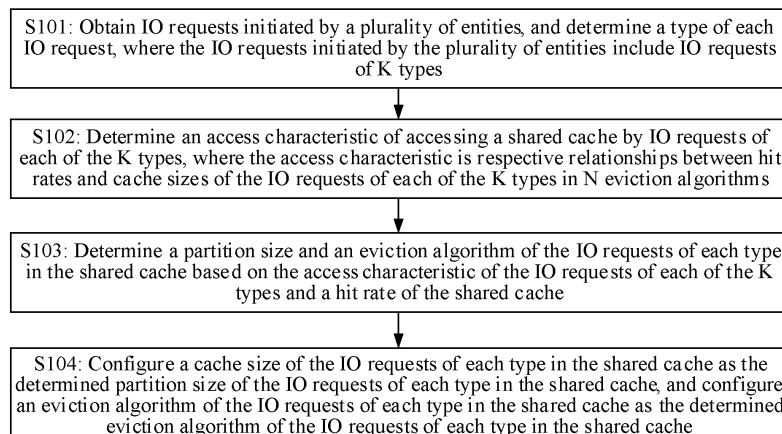 S101: Obtain IO requests initiated by a plurality of entities, and determine a type of each
IO request, where the IO requests initiated by the plurality of entities include IO requests
of K types
S102: Determine an access characteristic of accessing a shared cache by IO requests of
each of the K types, where the access characteristic is respective relationships between hit
rates and cache sizes of the IO requests of each of the K types in N eviction algorithms
S103: Determine a partition size and an eviction algorithm of the IO requests of each type
in the shared cache based on the access characteristic of the IO requests of each of the K
types and a hit rate of the shared cache
S104: Configure a cache size of the IO requests of each type in the shared cache as the
determined partition size of the IO requests of each type in the shared cache, and configure
an eviction algorithm of the IO requests of each type in the shared cache as the determined
eviction algorithm of the IO requests of each type in the shared cache